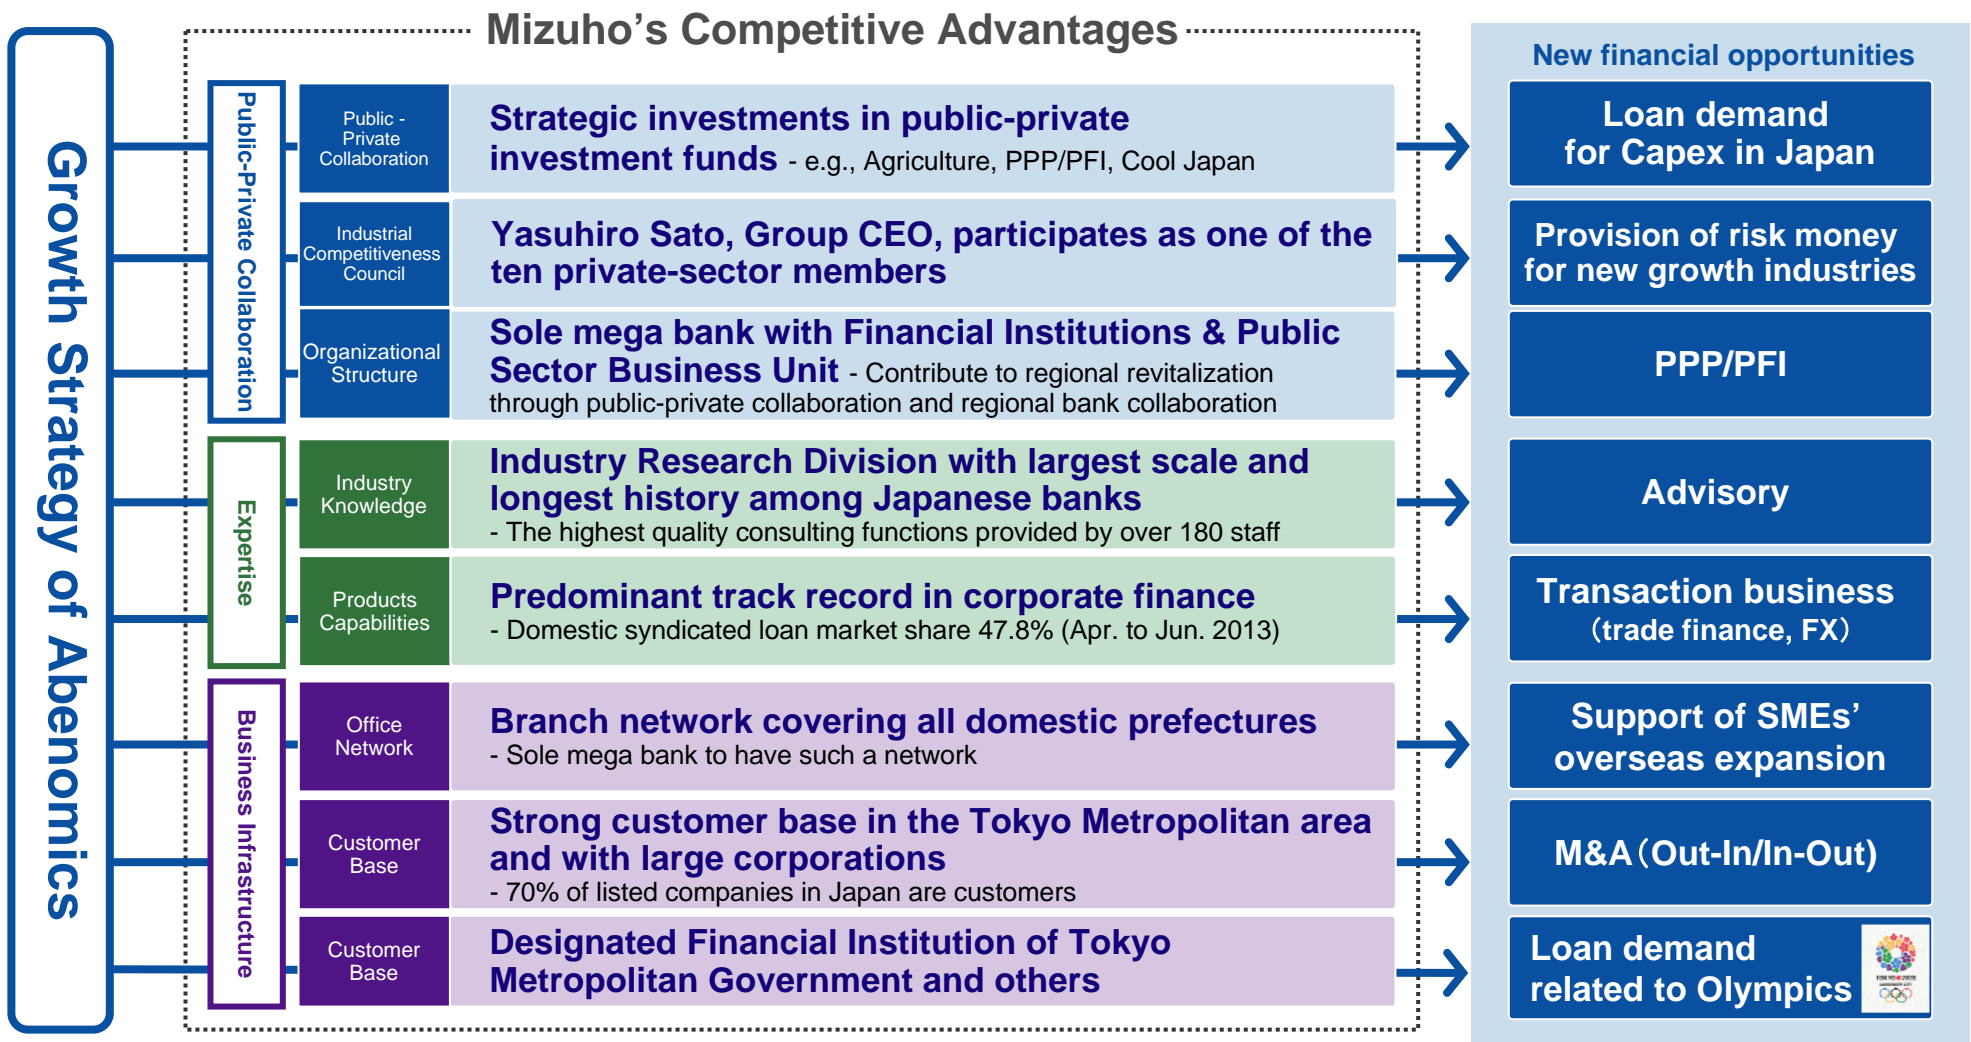 Mizuho's Competitive Advantages
New financial opportunities
Growth Strategy of Abenomics
Public-Private Collaboration
Public -
Private
Collaboration
Strategic investments in public-private
investment funds - e.g., Agriculture, PPP/PFI, Cool Japan
Loan demand
for Capex in Japan
Industrial
Competitiveness
Council
Yasuhiro Sato, Group CEO, participates as one of the
ten private-sector members
Provision of risk money
for new growth industries
Organizational
Structure
Sole mega bank with Financial Institutions & Public
Sector Business Unit - Contribute to regional revitalization
through public-private collaboration and regional bank collaboration
PPP/PFI
Expertise
Industry
Knowledge
Industry Research Division with largest scale and
longest history among Japanese banks
- The highest quality consulting functions provided by over 180 staff
Advisory
Products
Capabilities
Predominant track record in corporate finance
- Domestic syndicated loan market share 47.8% (Apr. to Jun. 2013)
Transaction business
（trade finance, FX）
Business Infrastructure
Office
Network
Branch network covering all domestic prefectures
- Sole mega bank to have such a network
Support of SMEs'
overseas expansion
Customer
Base
Strong customer base in the Tokyo Metropolitan area
and with large corporations
- 70% of listed companies in Japan are customers
M&A（Out-In/In-Out)
Customer
Base
Designated Financial Institution of Tokyo
Metropolitan Government and others
Loan demand
related to Olympics